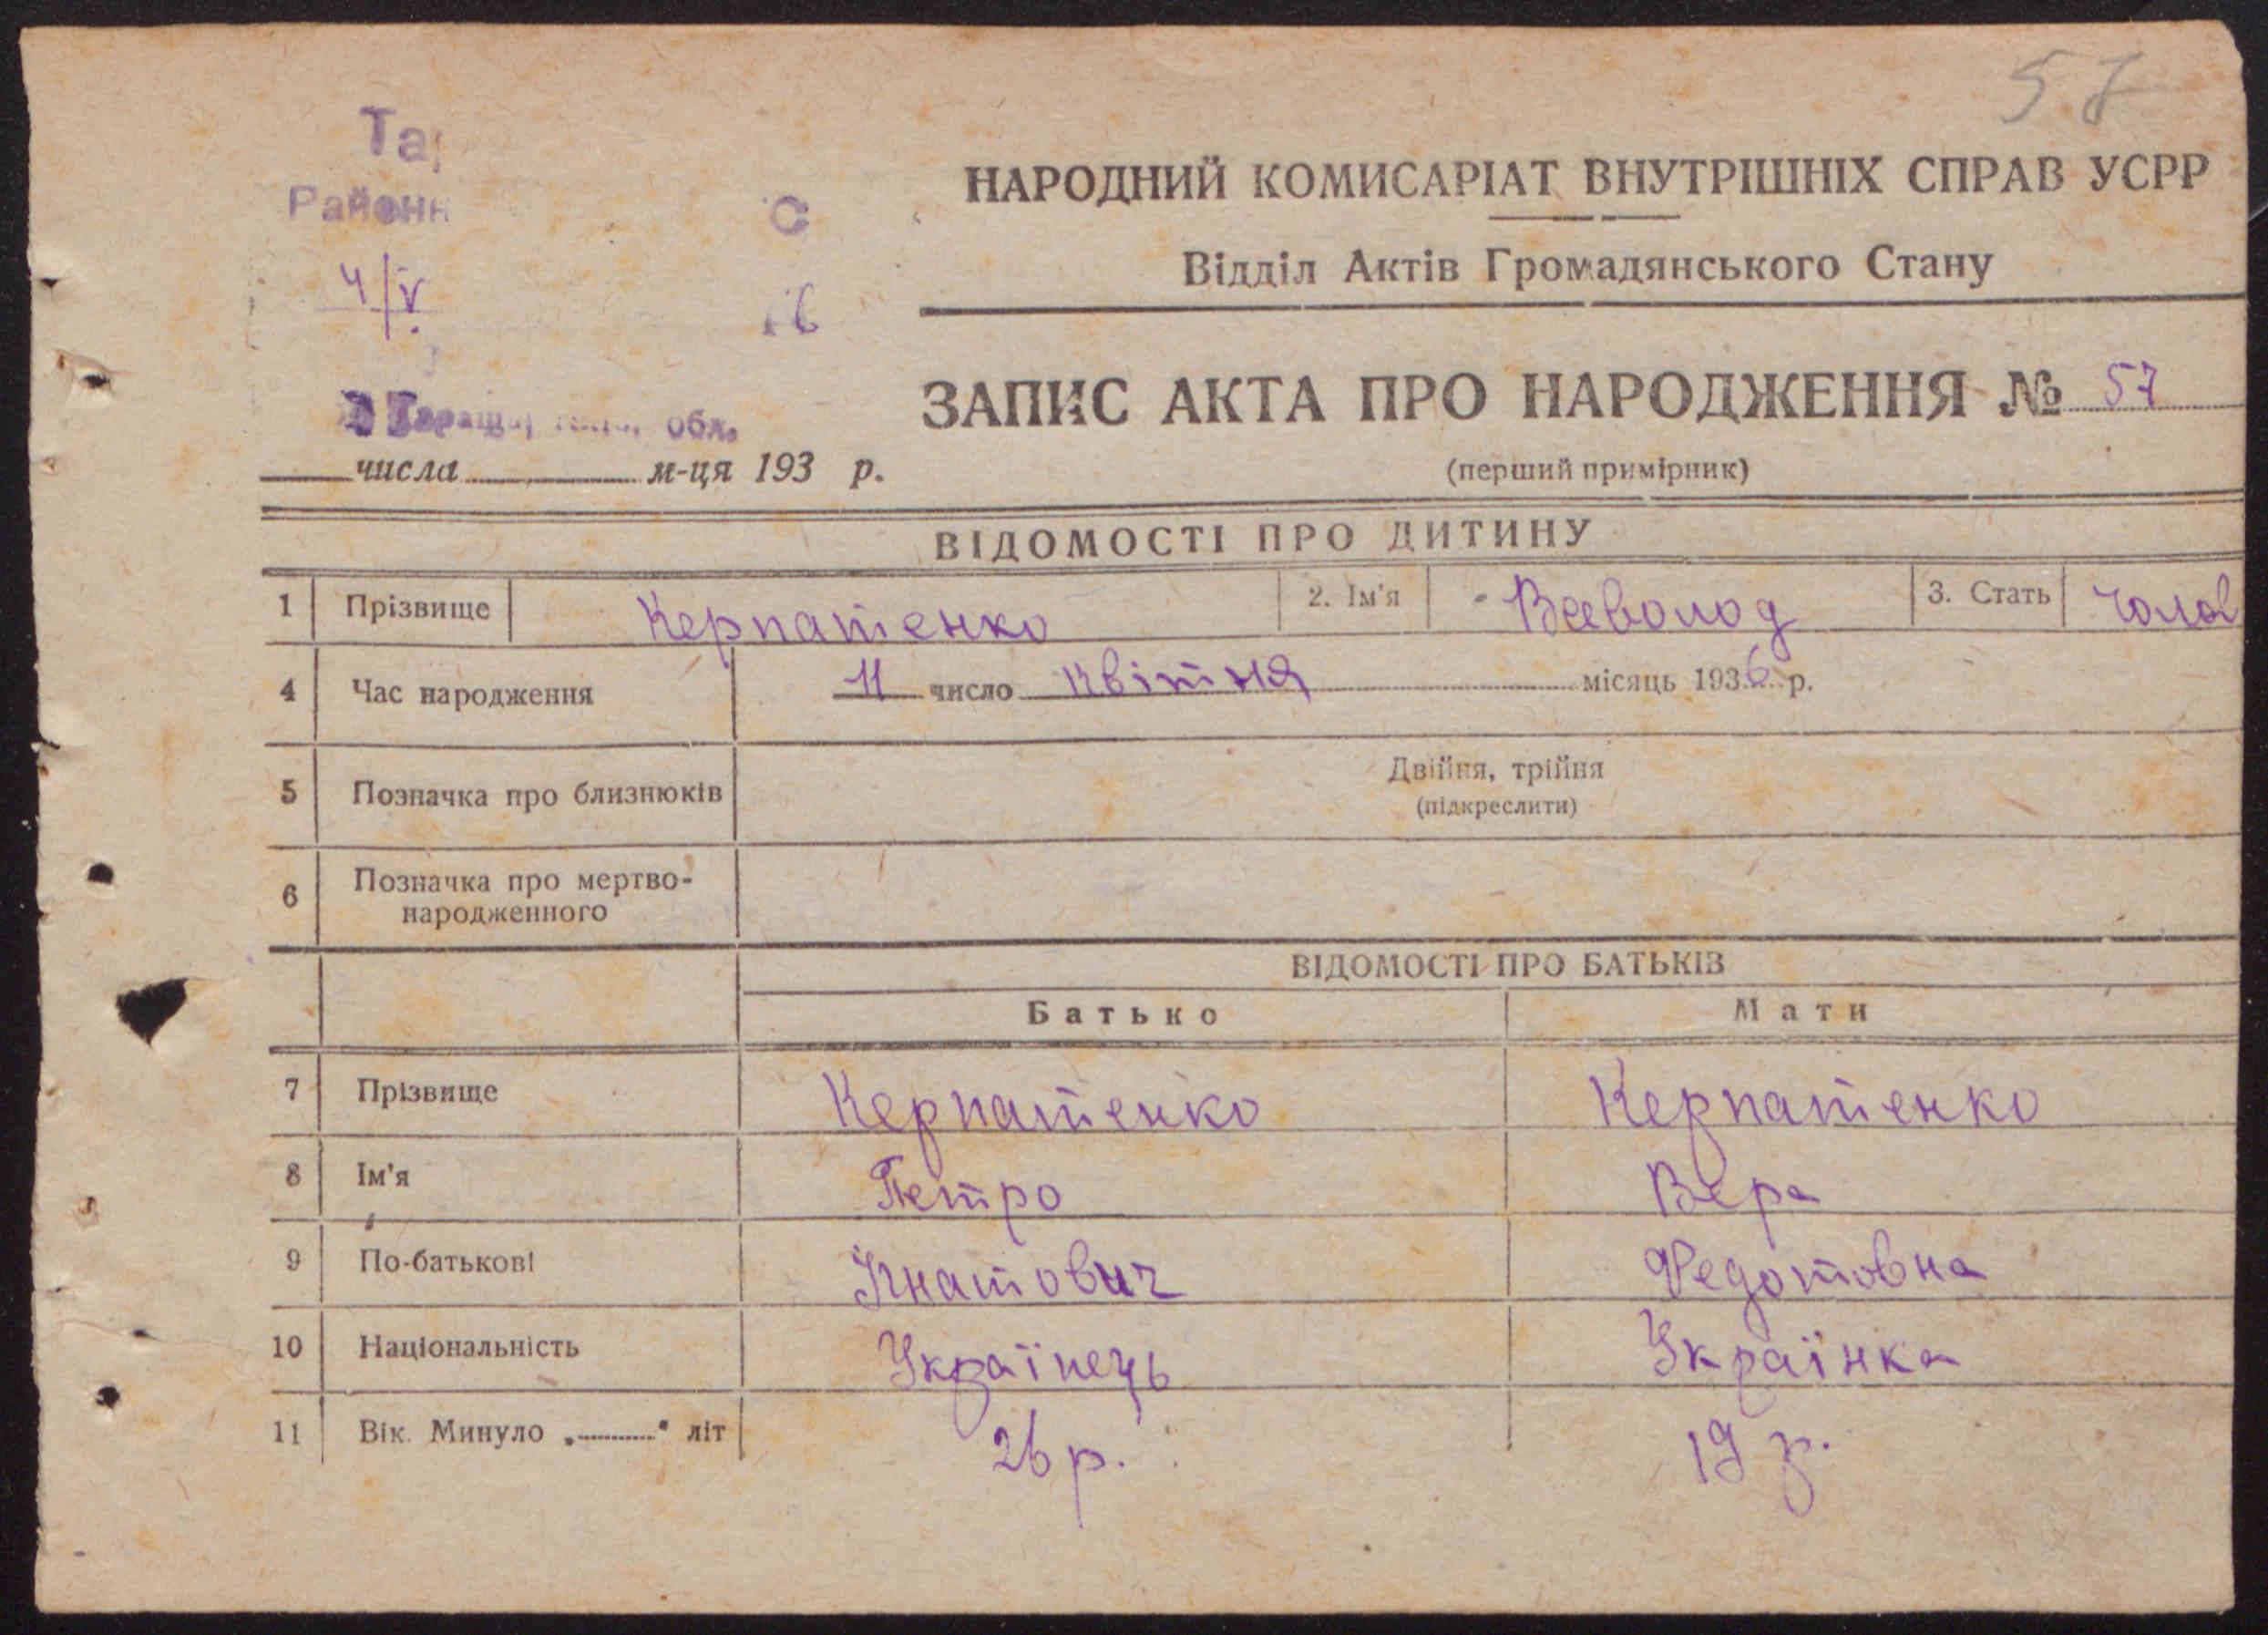 57
Та
Районн
С
4/V
6
НАРОДНИЙ КОМИСАРІАТ ВНУТРІШНІХ СПРАВ УСРР
Відділ Актів Громадянського Стану
ЗАПИС АКТА ПРО НАРОДЖЕННЯ № 57
(перший примірник)
Тараща обл.
числа м-ця 193 р.
ВІДОМОСТІ ПРО ДИТИНУ
1 Прізвище Керпатенко 2. Ім'я Всеволод 3. Стать Чолов
4 Час народження 11 число квітня місяць 1936 р.
5 Позначка про близнюків Двійня, трійня
(підкреслити)
6 Позначка про мертво-
народженного
ВІДОМОСТІ ПРО БАТЬКІВ
Батько Мати
7 Прізвище Керпатенко Керпатенко
8 Ім'я Петро Вера
9 По-батькові Ігнатович Федотовна
10 Національність Українець Українка
11 Вік. Минуло „ " літ 26 р. 19 р.